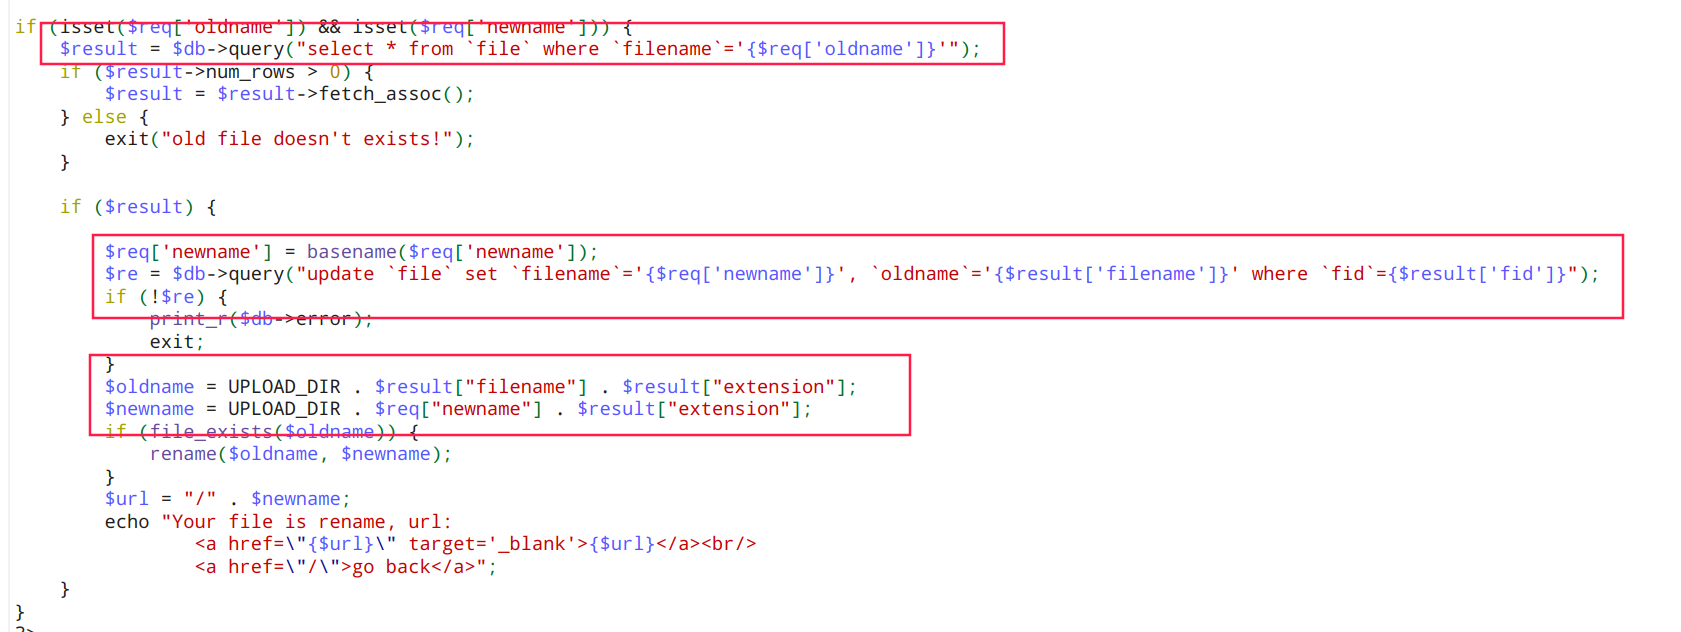 if (isset($req['oldname']) && isset($req['newname'])) {
    $result = $db->query("select * from `file` where `filename`='{$req['oldname']}'");
    if ($result->num_rows > 0) {
        $result = $result->fetch_assoc();
    } else {
        exit("old file doesn't exists!");
    }
    if ($result) {
        $req['newname'] = basename($req['newname']);
        $re = $db->query("update `file` set `filename`='{$req['newname']}', `oldname`='{$result['filename']}' where `fid`={$result['fid']}");
        if (!$re) {
            print_r($db->error);
            exit;
        }
        $oldname = UPLOAD_DIR . $result["filename"] . $result["extension"];
        $newname = UPLOAD_DIR . $req["newname"] . $result["extension"];
        if (file_exists($oldname)) {
            rename($oldname, $newname);
        }
        $url = "/" . $newname;
        echo "Your file is rename, url:
                <a href=\"{$url}\" target='_blank'>{$url}</a><br/>
                <a href=\"/\">go back</a>";
    }
}
?>